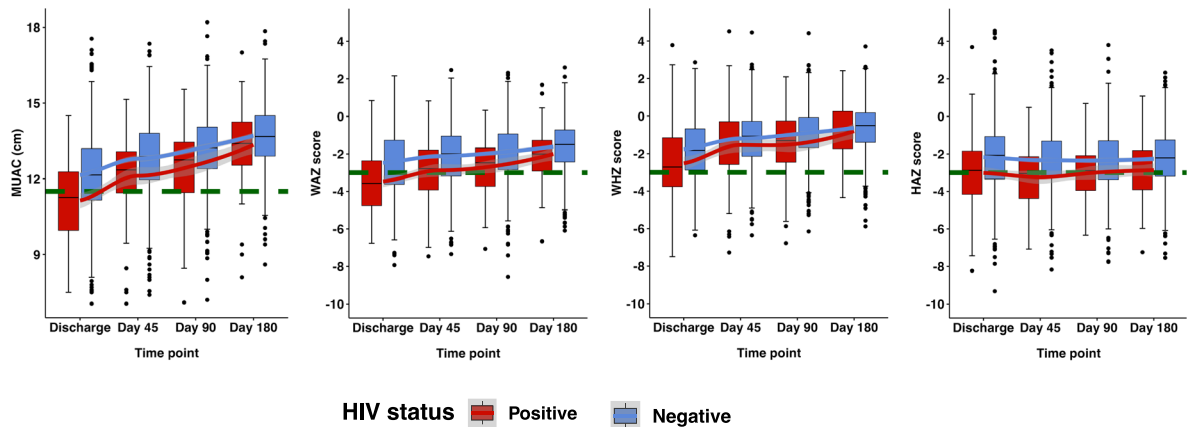 MUAC (cm)
18
15
12
9
Discharge Day 45 Day 90 Day 180
Time point
WAZ score
4
2
0
-2
-4
-6
-8
-10
Discharge Day 45 Day 90 Day 180
Time point
WHZ score
4
2
0
-2
-4
-6
-8
-10
Discharge Day 45 Day 90 Day 180
Time point
HAZ score
4
2
0
-2
-4
-6
-8
-10
Discharge Day 45 Day 90 Day 180
Time point
HIV status Positive Negative